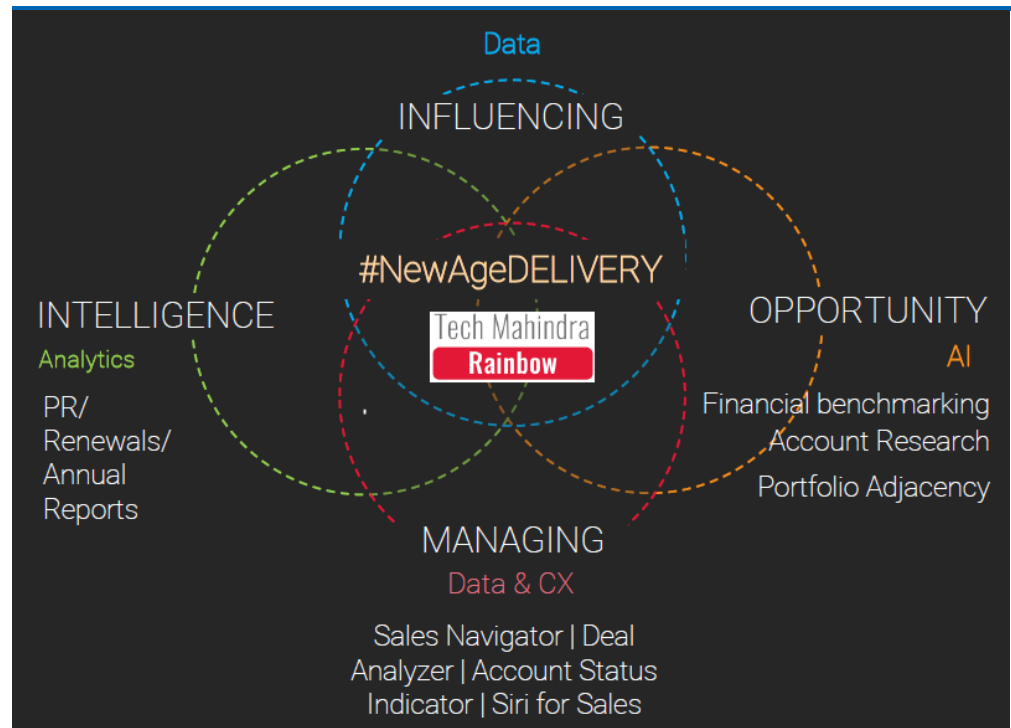 Data
INFLUENCING
#NewAgeDELIVERY
Tech Mahindra
Rainbow
INTELLIGENCE
Analytics
PR/
Renewals/
Annual
Reports
OPPORTUNITY
AI
Financial benchmarking
Account Research
Portfolio Adjacency
MANAGING
Data & CX
Sales Navigator | Deal
Analyzer | Account Status
Indicator | Siri for Sales